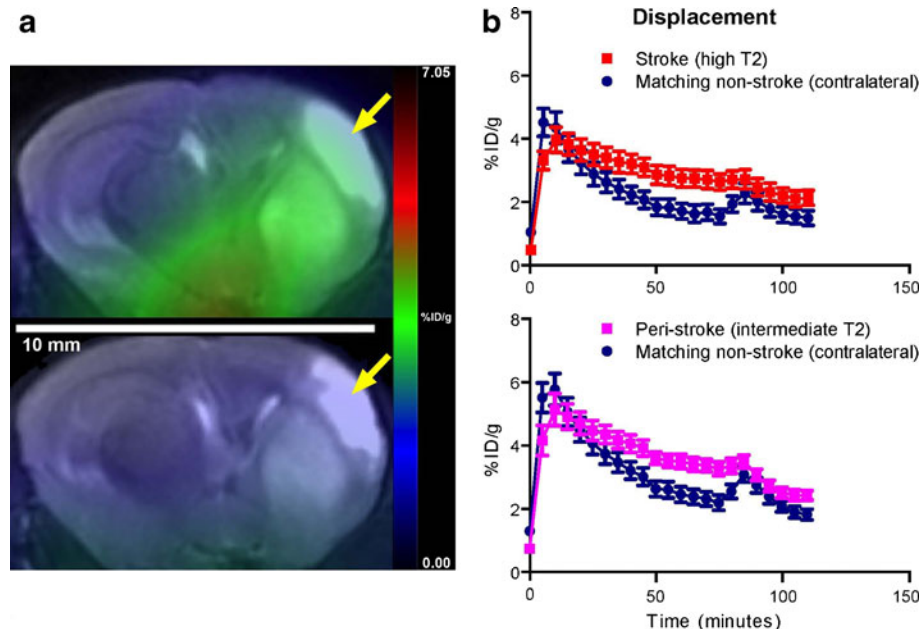 a
7.05
%ID/g
10 mm
0.00
b
Displacement
Stroke (high T2)
Matching non-stroke (contralateral)
%ID/g
8
6
4
2
0
0
50
100
150
Peri-stroke (intermediate T2)
Matching non-stroke (contralateral)
%ID/g
8
6
4
2
0
0
50
100
150
Time (minutes)